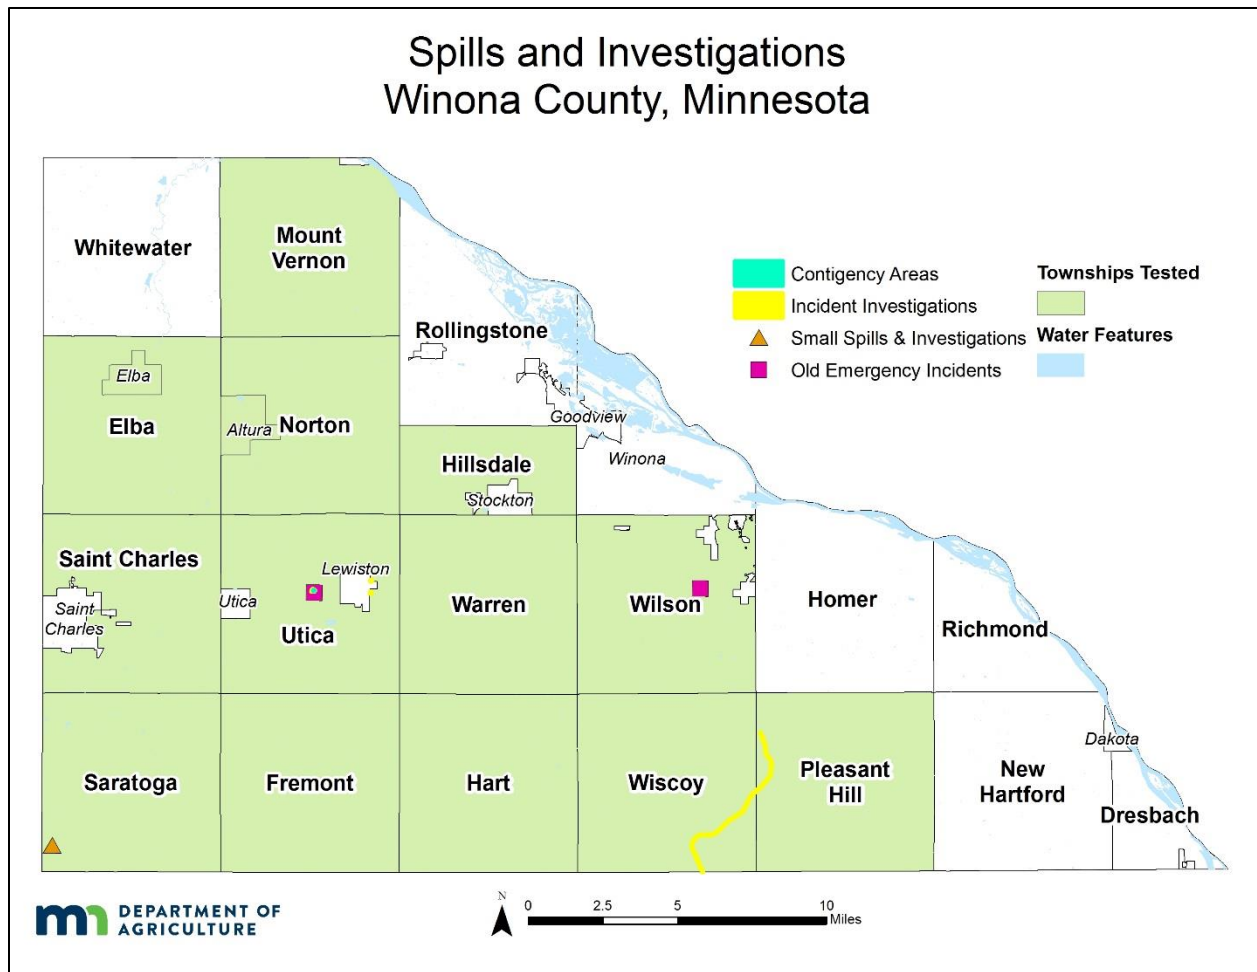 Spills and Investigations
Winona County, Minnesota
Whitewater
Mount
Vernon
Contigency Areas
Townships Tested
Incident Investigations
Small Spills & Investigations
Water Features
Old Emergency Incidents
Rollingstone
Elba
Elba
Altura
Norton
Goodview
Hillsdale
Winona
Stockton
Saint Charles
Lewiston
Saint
Charles
Utica
Utica
Warren
Wilson
Homer
Richmond
Dakota
Saratoga
Fremont
Hart
Wiscoy
Pleasant
Hill
New
Hartford
Dresbach
mn DEPARTMENT OF
AGRICULTURE
N
0 2.5 5 10
Miles